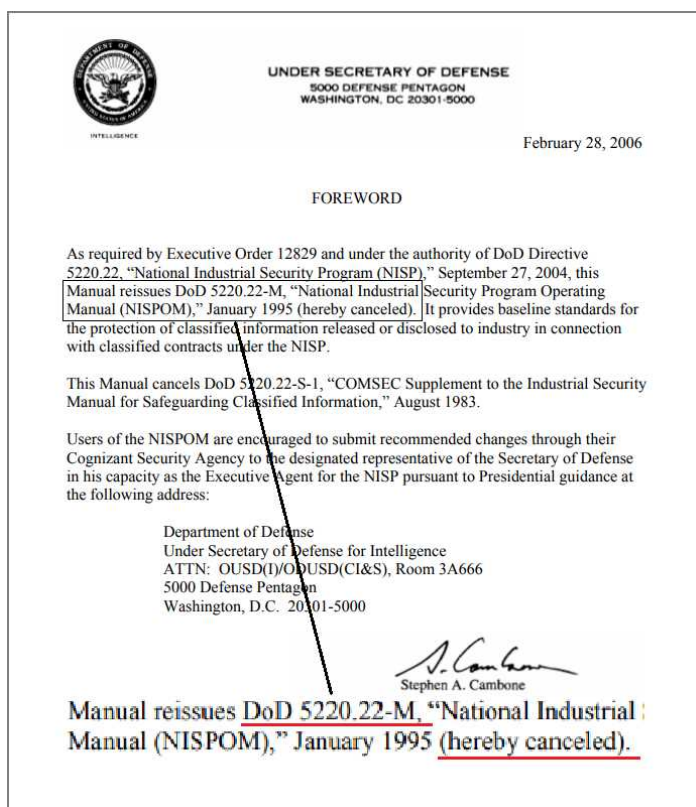 DEPARTMENT OF DEFENSE
UNITED STATES OF AMERICA
INTELLIGENCE
UNDER SECRETARY OF DEFENSE
5000 DEFENSE PENTAGON
WASHINGTON, DC 20301-5000
February 28, 2006
FOREWORD
As required by Executive Order 12829 and under the authority of DoD Directive
5220.22, “National Industrial Security Program (NISP),” September 27, 2004, this
Manual reissues DoD 5220.22-M, “National Industrial Security Program Operating
Manual (NISPOM),” January 1995 (hereby canceled). It provides baseline standards for
the protection of classified information released or disclosed to industry in connection
with classified contracts under the NISP.
This Manual cancels DoD 5220.22-S-1, “COMSEC Supplement to the Industrial Security
Manual for Safeguarding Classified Information,” August 1983.
Users of the NISPOM are encouraged to submit recommended changes through their
Cognizant Security Agency to the designated representative of the Secretary of Defense
in his capacity as the Executive Agent for the NISP pursuant to Presidential guidance at
the following address:
Department of Defense
Under Secretary of Defense for Intelligence
ATTN: OUSD(I)/ODUSD(CI&S), Room 3A666
5000 Defense Pentagon
Washington, D.C. 20301-5000
S. Cambone
Stephen A. Cambone
Manual reissues DoD 5220.22-M, “National Industrial
Manual (NISPOM),” January 1995 (hereby canceled).